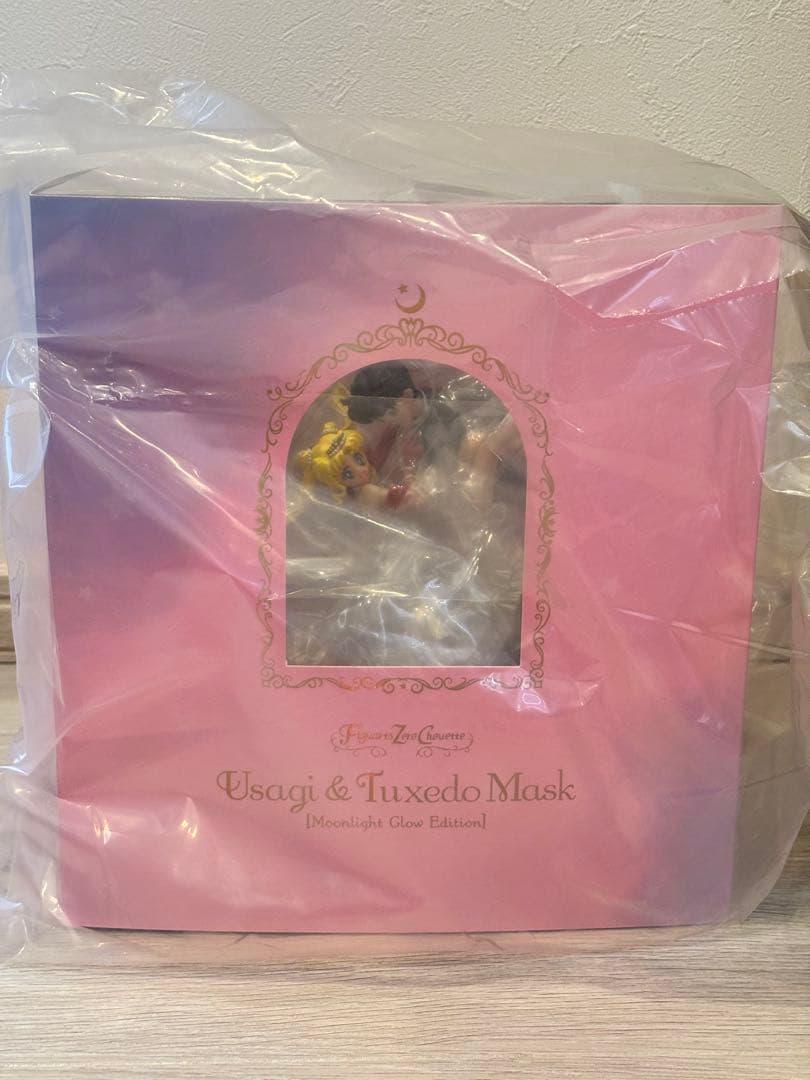 Figuarts Zero Chouette
Usagi & Tuxedo Mask
[Moonlight Glow Edition]